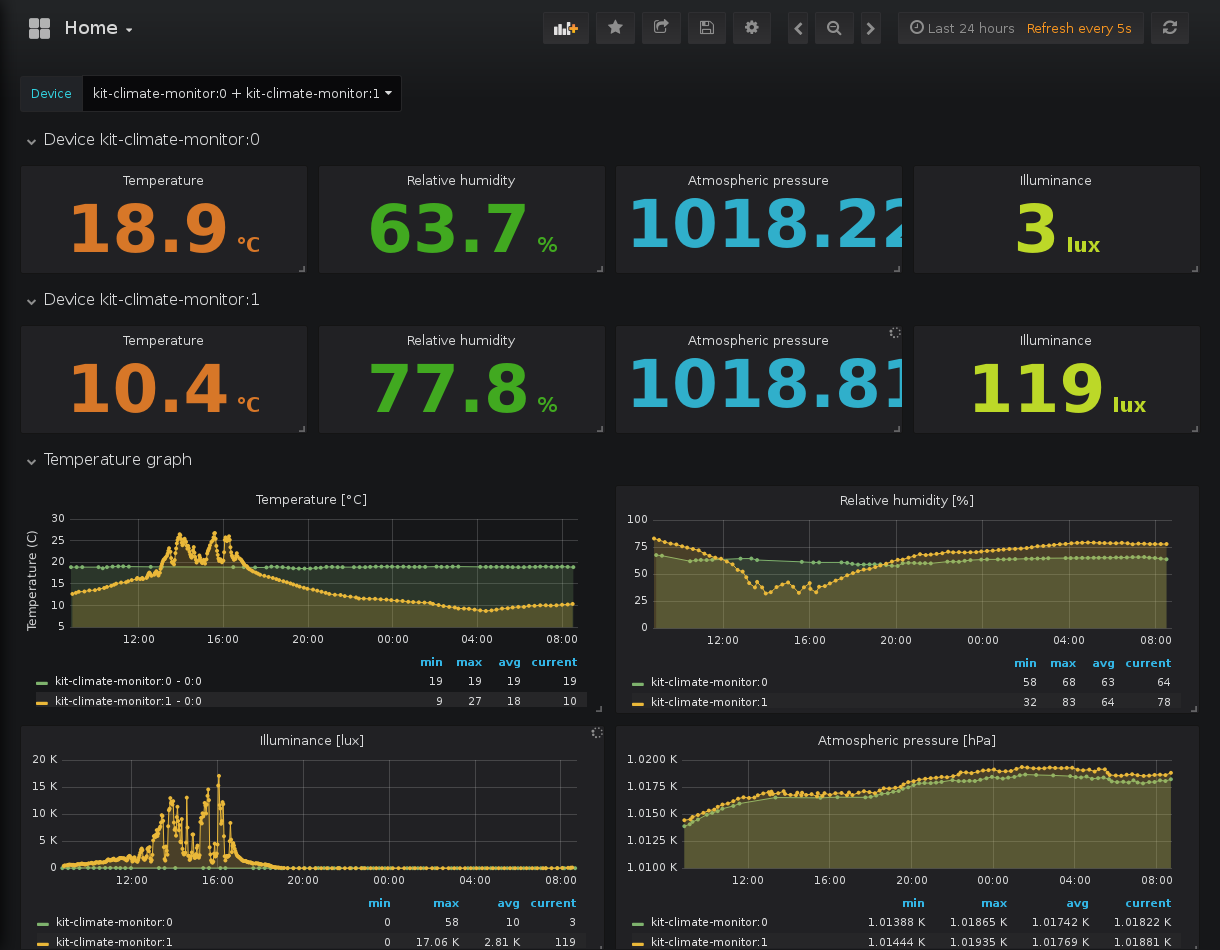 Home
Last 24 hours Refresh every 5s
Device kit-climate-monitor:0 + kit-climate-monitor:1
Device kit-climate-monitor:0
Temperature Relative humidity Atmospheric pressure Illuminance
18.9 °C 63.7 % 1018.22 3 lux
Device kit-climate-monitor:1
Temperature Relative humidity Atmospheric pressure Illuminance
10.4 °C 77.8 % 1018.81 119 lux
Temperature graph
Temperature [°C]
Temperature (C)
30
25
20
15
10
5
12:00 16:00 20:00 00:00 04:00 08:00
min max avg current
kit-climate-monitor:0 - 0:0 19 19 19 19
kit-climate-monitor:1 - 0:0 9 27 18 10
Relative humidity [%]
100
75
50
25
0
12:00 16:00 20:00 00:00 04:00 08:00
min max avg current
kit-climate-monitor:0 58 68 63 64
kit-climate-monitor:1 32 83 64 78
Illuminance [lux]
20 K
15 K
10 K
5 K
0
12:00 16:00 20:00 00:00 04:00 08:00
min max avg current
kit-climate-monitor:0 0 58 10 3
kit-climate-monitor:1 0 17.06 K 2.81 K 119
Atmospheric pressure [hPa]
1.0200 K
1.0175 K
1.0150 K
1.0125 K
1.0100 K
12:00 16:00 20:00 00:00 04:00 08:00
min max avg current
kit-climate-monitor:0 1.01388 K 1.01865 K 1.01742 K 1.01822 K
kit-climate-monitor:1 1.01444 K 1.01935 K 1.01769 K 1.01881 K